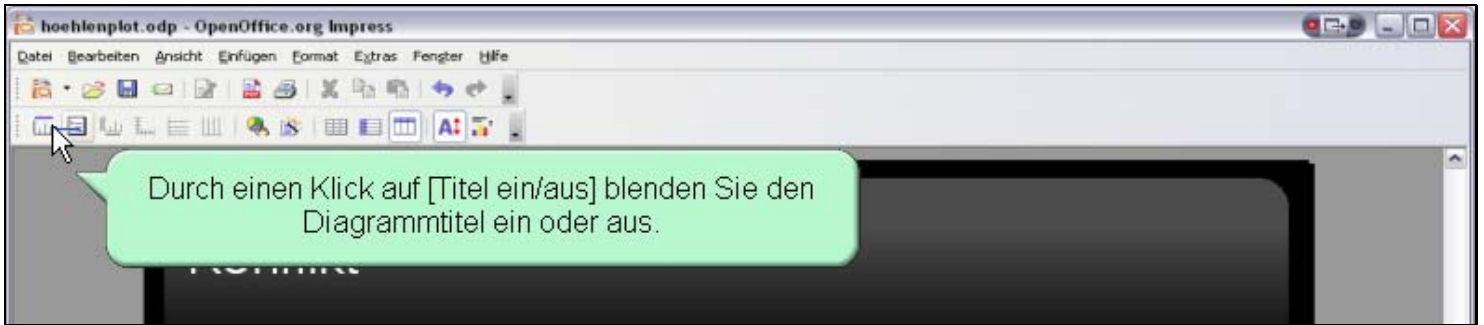 hoehlenplot.odp - OpenOffice.org Impress
Datei Bearbeiten Ansicht Einfügen Format Extras Fenster Hilfe
Durch einen Klick auf [Titel ein/aus] blenden Sie den
Diagrammtitel ein oder aus.